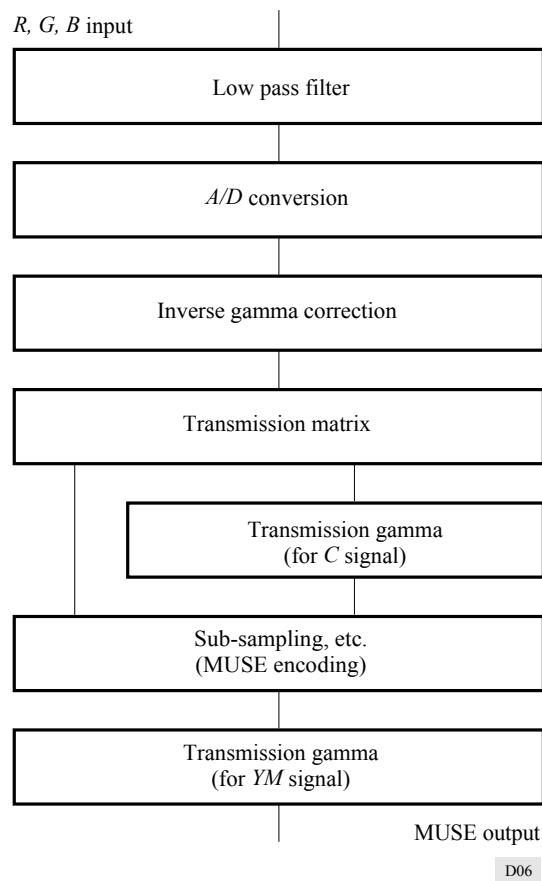 R, G, B input
Low pass filter
A/D conversion
Inverse gamma correction
Transmission matrix
Transmission gamma
(for C signal)
Sub-sampling, etc.
(MUSE encoding)
Transmission gamma
(for YM signal)
MUSE output
D06